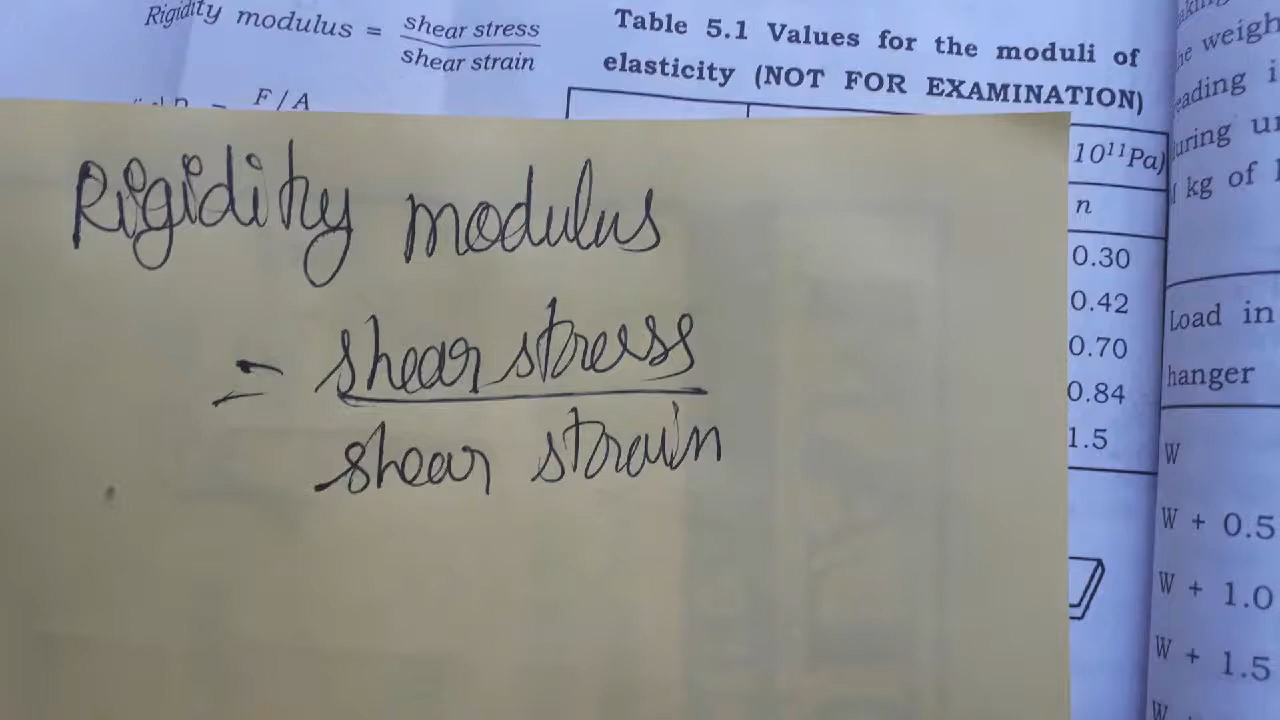 Rigidity modulus = shear stress
shear strain
F/A
Table 5.1 Values for the moduli of
elasticity (NOT FOR EXAMINATION)
10¹¹Pa)
n
0.30
0.42
0.70
0.84
1.5
Rigidity modulus
= shear stress
shear strain
weigh
eading i
uring
kg of
Load in
hanger
W
W + 0.5
W + 1.0
W + 1.5
W